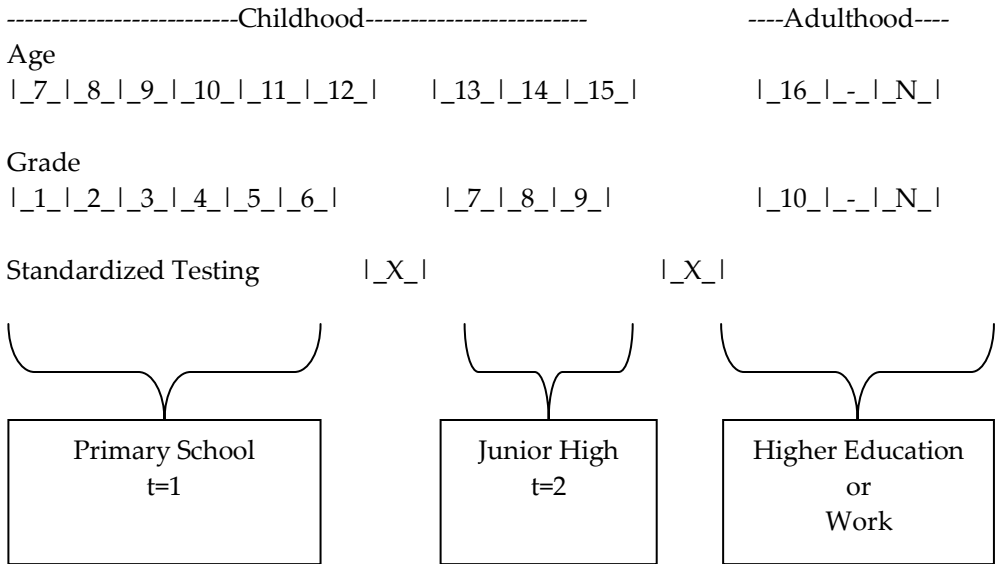 --------------------------Childhood------------------------- ----Adulthood----
Age
|_7_|_8_|_9_|_10_|_11_|_12_| |_13_|_14_|_15_| |_16_|_-_|_N_|
Grade
|_1_|_2_|_3_|_4_|_5_|_6_| |_7_|_8_|_9_| |_10_|_-_|_N_|
Standardized Testing |_X_| |_X_|
Primary School
t=1
Junior High
t=2
Higher Education
or
Work